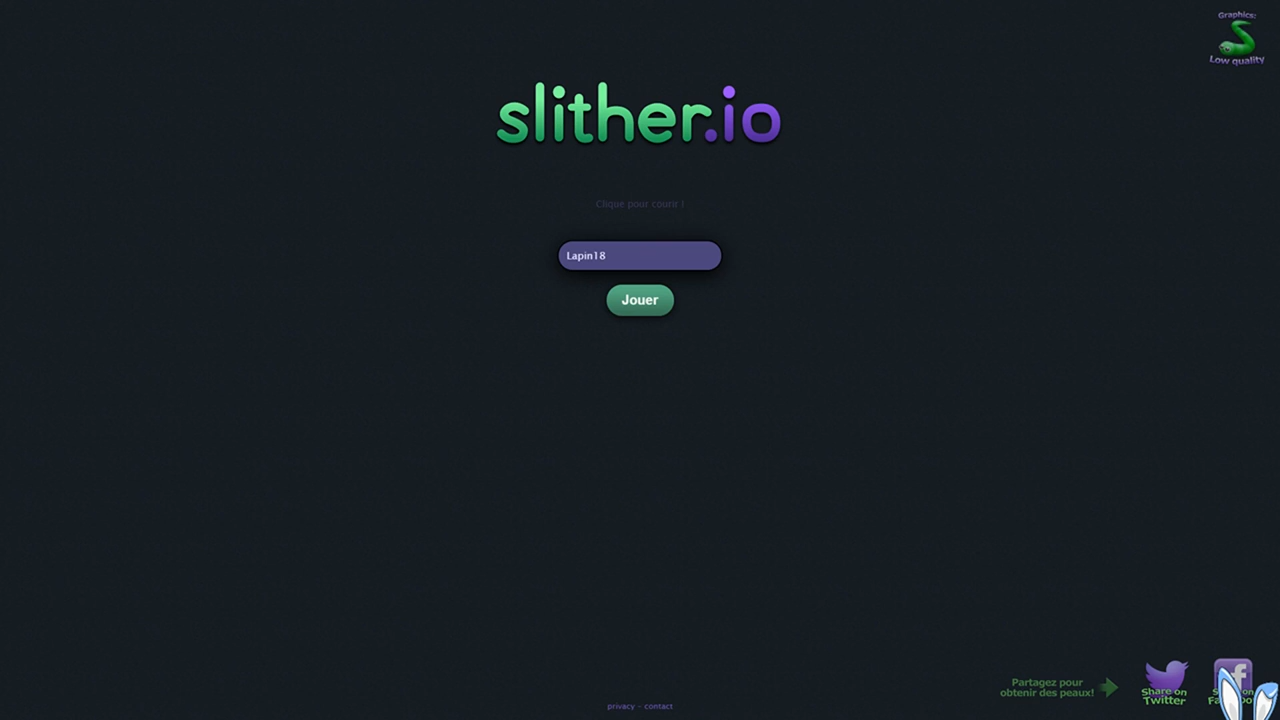 Graphics:
Low quality
slither.io
Clique pour courir !
Lapin18
Jouer
Partagez pour
obtenir des peaux!
Share on
Twitter
privacy - contact